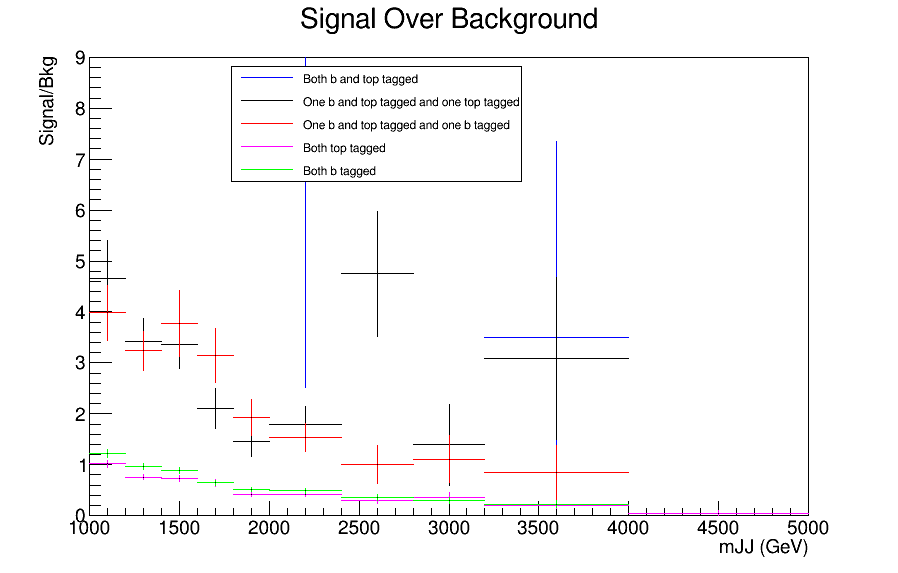 Signal Over Background
Signal/Bkg
9
8
7
6
5
4
3
2
1
0
Both b and top tagged
One b and top tagged and one top tagged
One b and top tagged and one b tagged
Both top tagged
Both b tagged
1000 1500 2000 2500 3000 3500 4000 4500 5000
mJJ (GeV)